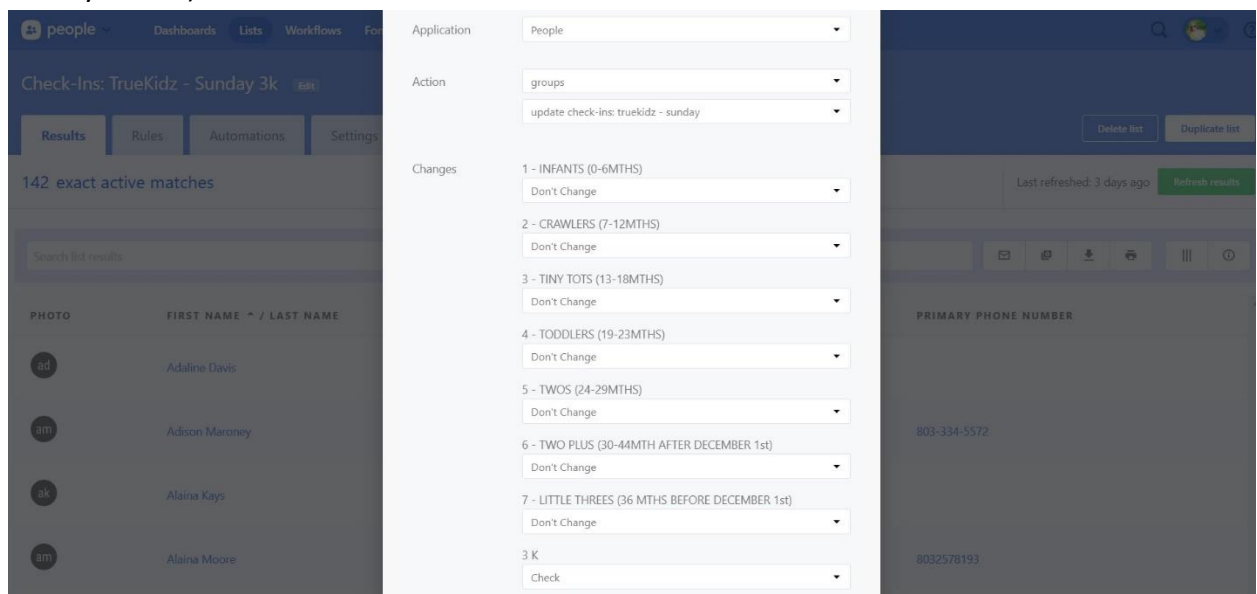 people Dashboards Lists Workflows For
Check-Ins: TrueKidz - Sunday 3k Edit
Results Rules Automations Settings Delete list Duplicate list
142 exact active matches Last refreshed: 3 days ago Refresh results
Search list results
PHOTO FIRST NAME / LAST NAME PRIMARY PHONE NUMBER
ad Adaline Davis
am Adison Maroney 803-334-5572
ak Alaina Kays
am Alaina Moore 8032578193
Application People
Action groups
update check-ins: truekidz - sunday
Changes 1 - INFANTS (0-6MTHS)
Don't Change
2 - CRAWLERS (7-12MTHS)
Don't Change
3 - TINY TOTS (13-18MTHS)
Don't Change
4 - TODDLERS (19-23MTHS)
Don't Change
5 - TWOS (24-29MTHS)
Don't Change
6 - TWO PLUS (30-44MTH AFTER DECEMBER 1st)
Don't Change
7 - LITTLE THREES (36 MTHS BEFORE DECEMBER 1st)
Don't Change
3 K
Check